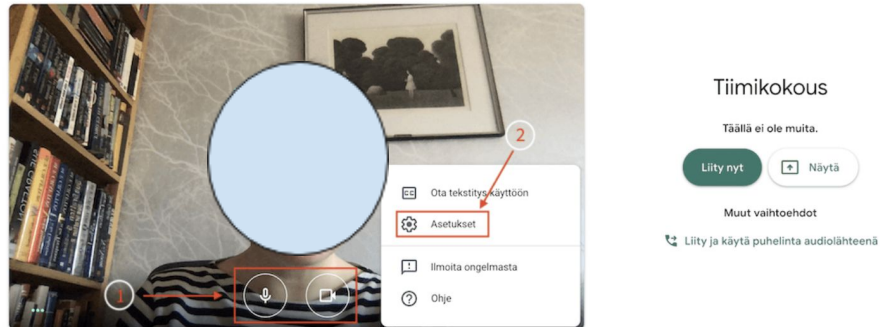 2
Ota tekstitys käyttöön
Asetukset
Ilmoita ongelmasta
Ohje
1
Tiimikokous
Täällä ei ole muita.
Liity nyt
Näytä
Muut vaihtoehdot
Liity ja käytä puhelinta audiolähteenä